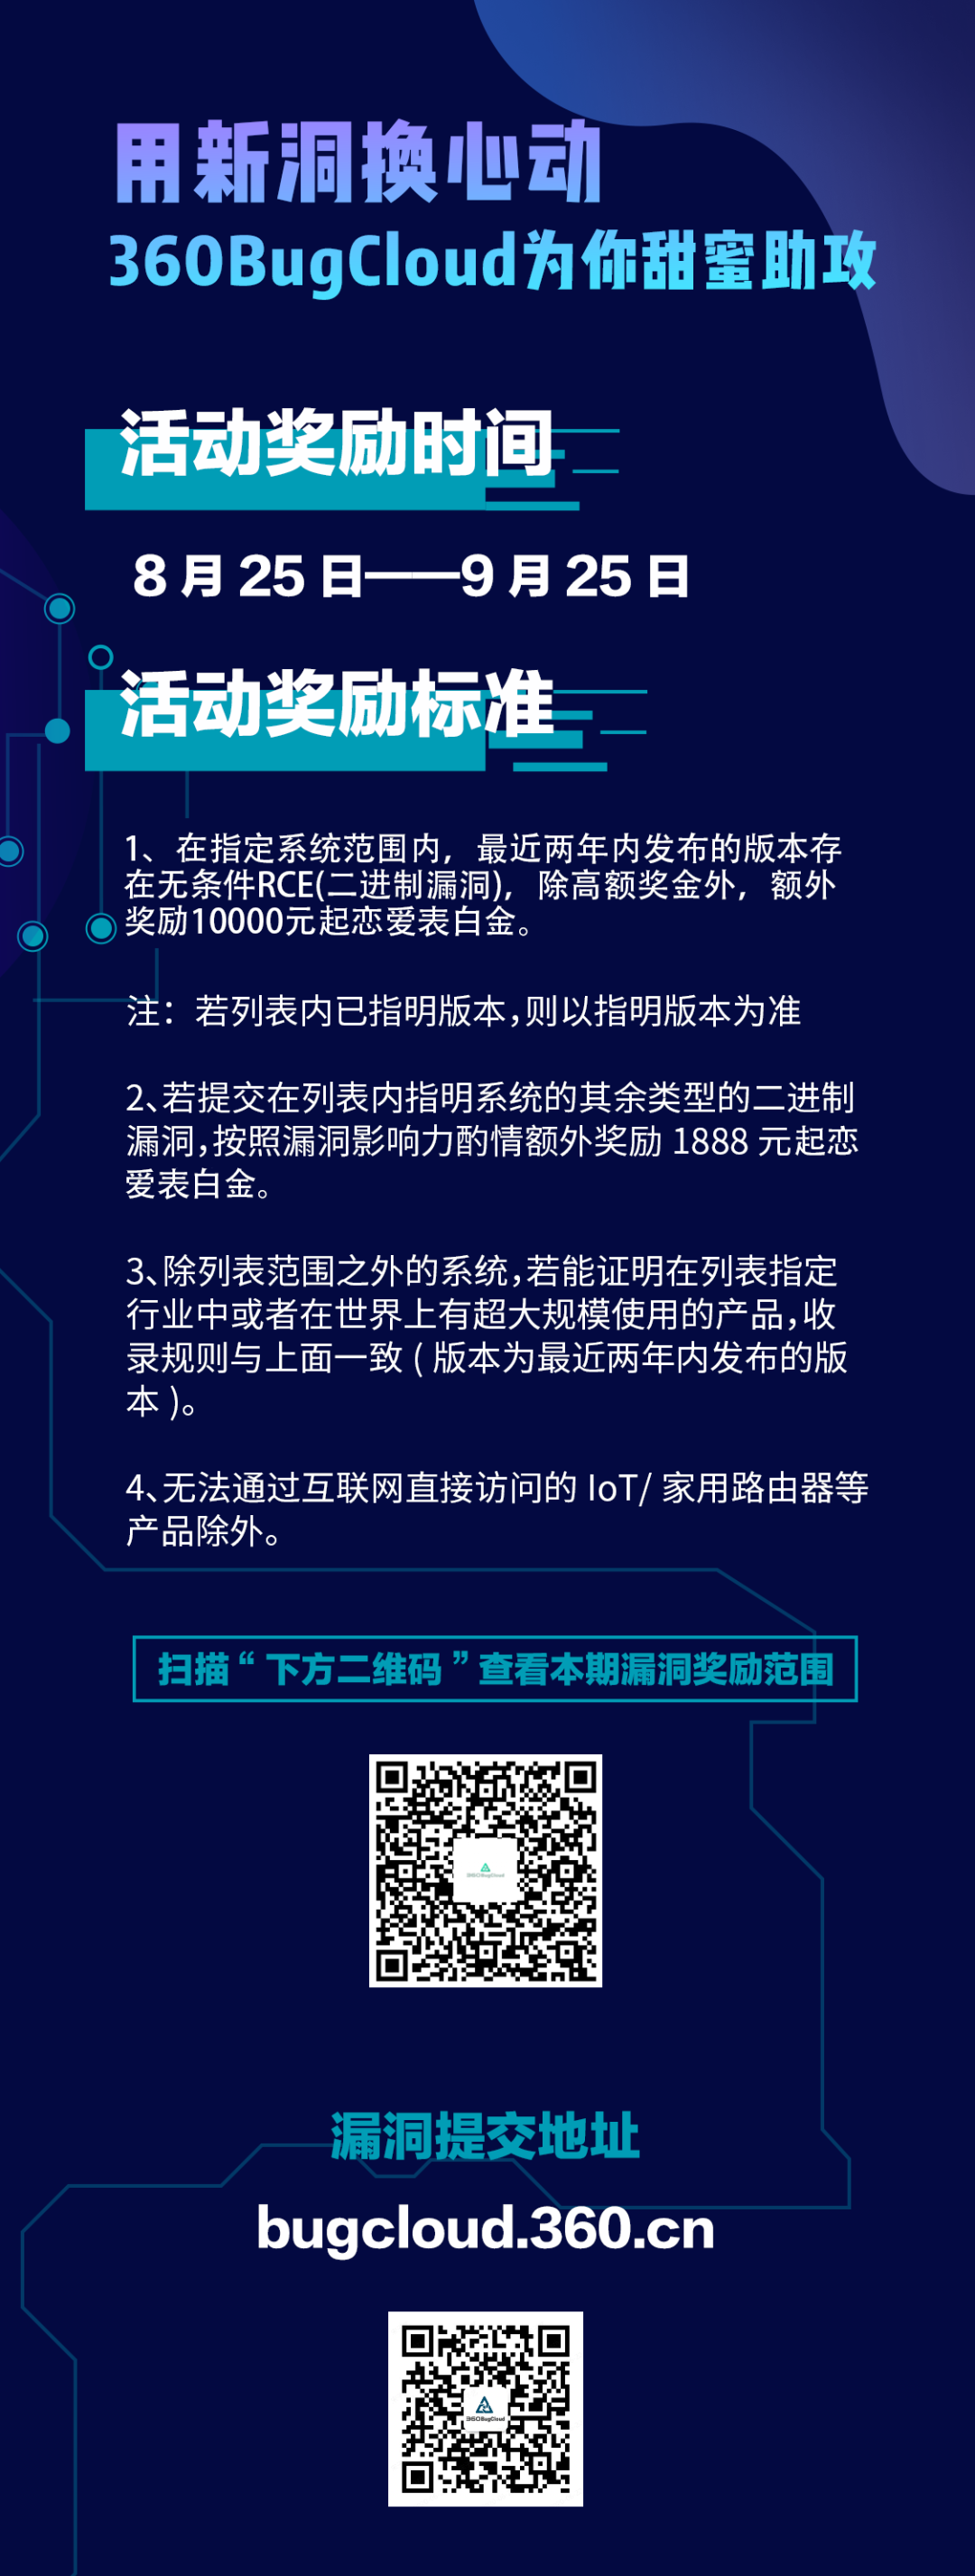 用新洞换心动
360BugCloud为你甜蜜助攻
活动奖励时间
8月25日——9月25日
活动奖励标准
1、在指定系统范围内，最近两年内发布的版本存
在无条件RCE(二进制漏洞)，除高额奖金外，额外
奖励10000元起恋爱表白金。
注：若列表内已指明版本，则以指明版本为准
2、若提交在列表内指明系统的其余类型的二进制
漏洞，按照漏洞影响力酌情额外奖励 1888 元起恋
爱表白金。
3、除列表范围之外的系统，若能证明在列表指定
行业中或者在世界上有超大规模使用的产品，收
录规则与上面一致 ( 版本为最近两年内发布的版
本 )。
4、无法通过互联网直接访问的 IoT/ 家用路由器等
产品除外。
扫描“下方二维码”查看本期漏洞奖励范围
360BugCloud
漏洞提交地址
bugcloud.360.cn
360BugCloud